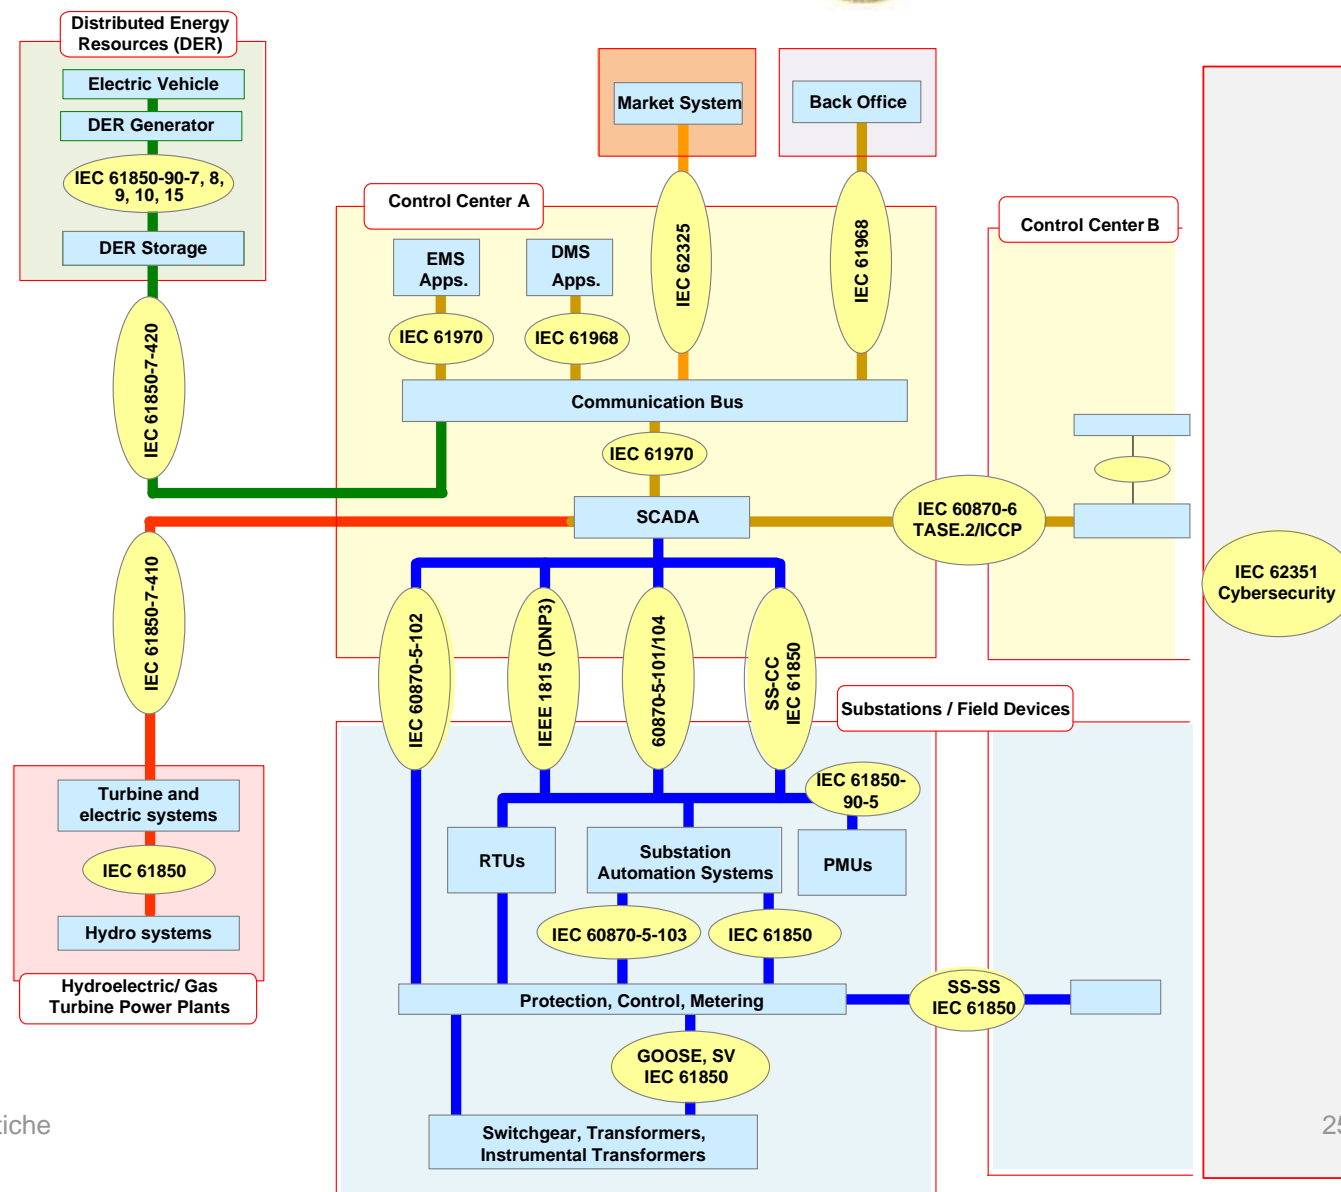 Distributed Energy
Resources (DER)
Electric Vehicle
DER Generator
IEC 61850-90-7, 8,
9, 10, 15
DER Storage
IEC 61850-7-420
Market System
Back Office
IEC 62325
IEC 61968
Control Center A
EMS
Apps.
DMS
Apps.
IEC 61970
IEC 61968
Communication Bus
IEC 61970
SCADA
Control Center B
IEC 60870-6
TASE.2/ICCP
IEC 62351
Cybersecurity
IEC 61850-7-410
IEC 60870-5-102
IEEE 1815 (DNP3)
60870-5-101/104
SS-CC
IEC 61850
Substations / Field Devices
IEC 61850-
90-5
Turbine and
electric systems
IEC 61850
Hydro systems
Hydroelectric/ Gas
Turbine Power Plants
RTUs
Substation
Automation Systems
PMUs
IEC 60870-5-103
IEC 61850
Protection, Control, Metering
SS-SS
IEC 61850
GOOSE, SV
IEC 61850
Switchgear, Transformers,
Instrumental Transformers
tiche
25